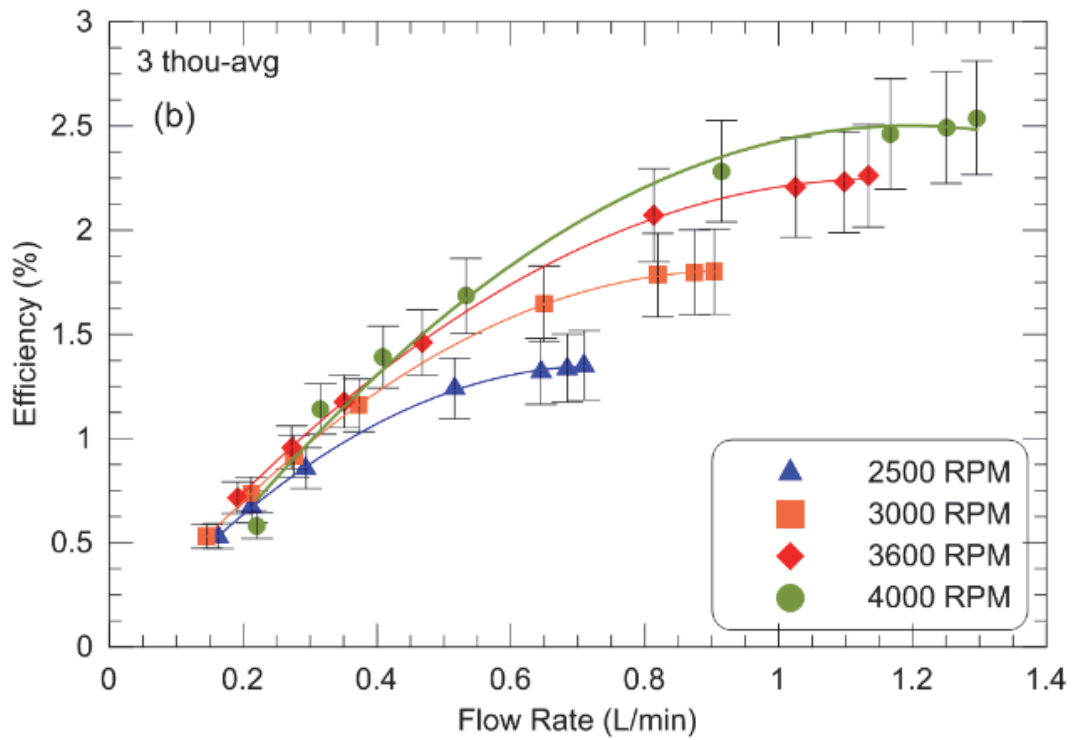 3 thou-avg
(b)
Efficiency (%)
3
2.5
2
1.5
1
0.5
0
0
0.2
0.4
0.6
0.8
1
1.2
1.4
Flow Rate (L/min)
2500 RPM
3000 RPM
3600 RPM
4000 RPM